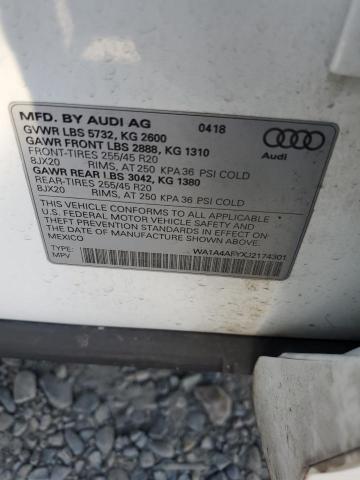 MFD. BY AUDI AG 0418
GVWR LBS 5732, KG 2600
GAWR FRONT LBS 2888, KG 1310
FRONT-TIRES 255/45 R20
8JX20 RIMS, AT 250 KPA 36 PSI COLD
GAWR REAR LBS 3042, KG 1380
REAR-TIRES 255/45 R20
8JX20 RIMS, AT 250 KPA 36 PSI COLD
Audi
THIS VEHICLE CONFORMS TO ALL APPLICABLE
U.S. FEDERAL MOTOR VEHICLE SAFETY AND
THEFT PREVENTION STANDARDS IN EFFECT ON
THE DATE OF MANUFACTURE SHOWN ABOVE.
MEXICO
TYPE: WA1A4AFYXJ2174301
MPV